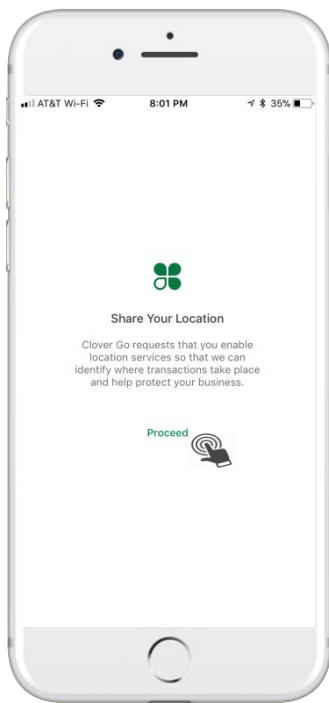 AT&T Wi-Fi 8:01 PM 35%
Share Your Location
Clover Go requests that you enable
location services so that we can
identify where transactions take place
and help protect your business.
Proceed